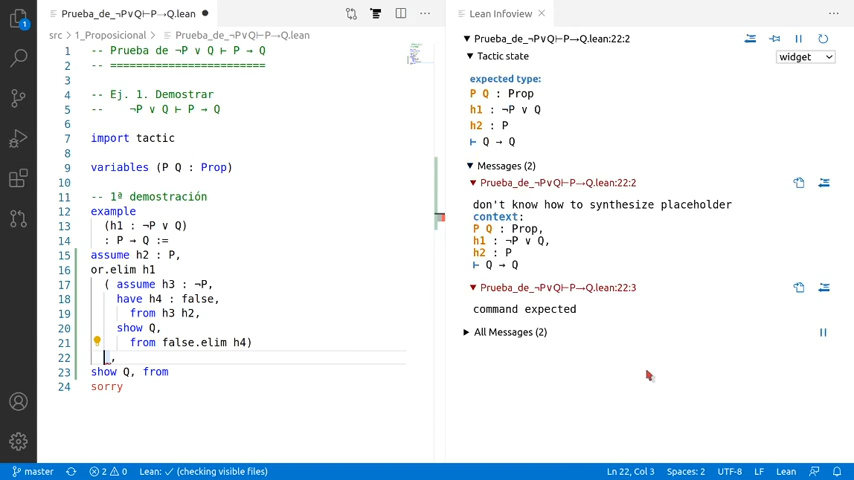 Prueba_de_¬P∨Q⊢P→Q.lean
src > 1_Proposicional > Prueba_de_¬P∨Q⊢P→Q.lean
1 -- Prueba de ¬P ∨ Q ⊢ P → Q
2 -- ========================
3
4 -- Ej. 1. Demostrar
5 --    ¬P ∨ Q ⊢ P → Q
6
7 import tactic
8
9 variables (P Q : Prop)
10
11 -- 1ª demostración
12 example
13   (h1 : ¬P ∨ Q)
14   : P → Q :=
15 assume h2 : P,
16 or.elim h1
17   ( assume h3 : ¬P,
18     have h4 : false,
19       from h3 h2,
20     show Q,
21       from false.elim h4)
22   _,
23 show Q, from
24 sorry
Lean Infoview
Prueba_de_¬P∨Q⊢P→Q.lean:22:2
Tactic state
widget
expected type:
P Q : Prop
h1 : ¬P ∨ Q
h2 : P
⊢ Q → Q
Messages (2)
Prueba_de_¬P∨Q⊢P→Q.lean:22:2
don't know how to synthesize placeholder
context:
P Q : Prop,
h1 : ¬P ∨ Q,
h2 : P
⊢ Q → Q
Prueba_de_¬P∨Q⊢P→Q.lean:22:3
command expected
All Messages (2)
1
master 2 0 Lean: ✓ (checking visible files) Ln 22, Col 3 Spaces: 2 UTF-8 LF Lean